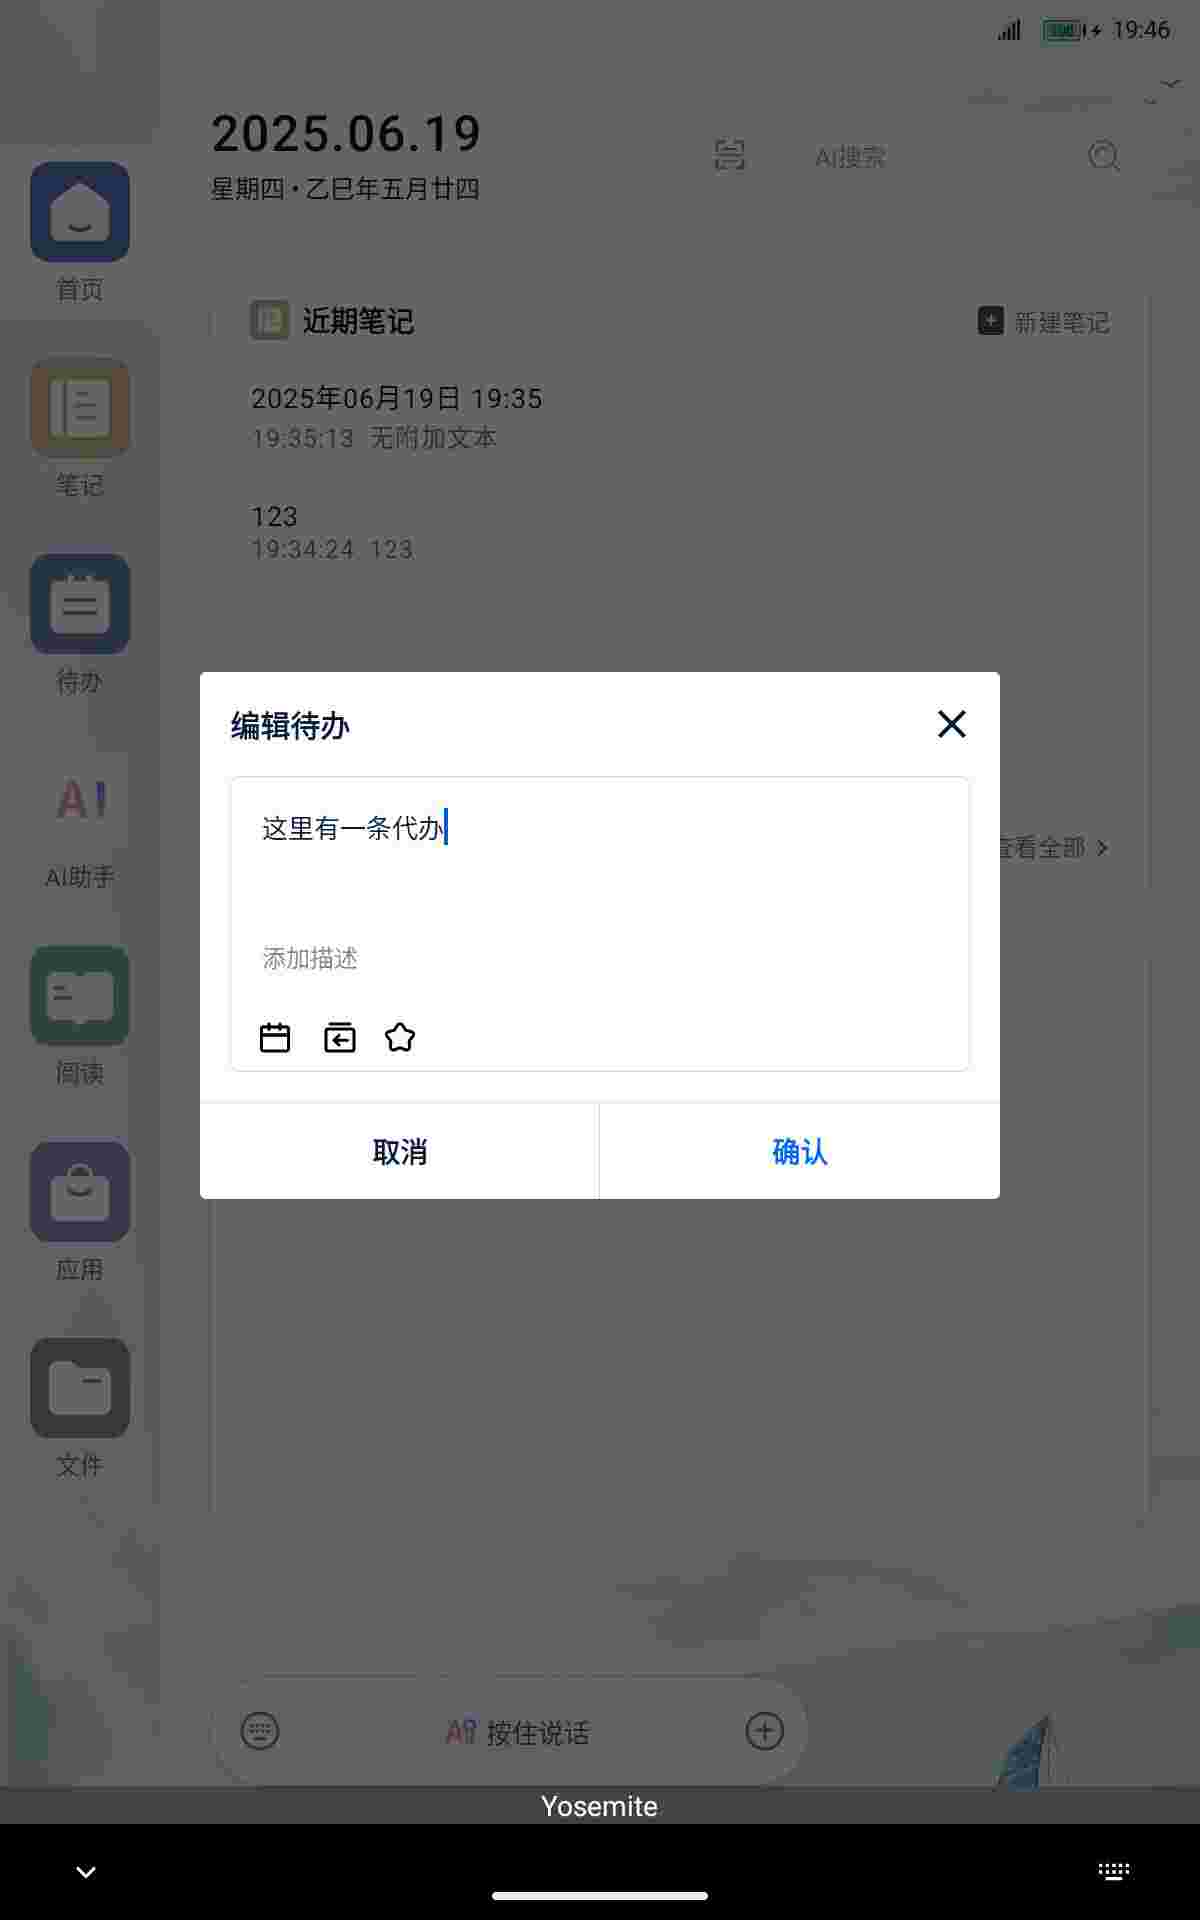 19:46
2025.06.19
星期四 • 乙巳年五月廿四
AI搜索
首页
近期笔记
新建笔记
2025年06月19日 19:35
19:35:13 无附加文本
笔记
123
19:34:24 123
待办
编辑待办
AI
这里有一条代办
查看全部
AI助手
添加描述
阅读
取消
确认
应用
文件
AI 按住说话
Yosemite